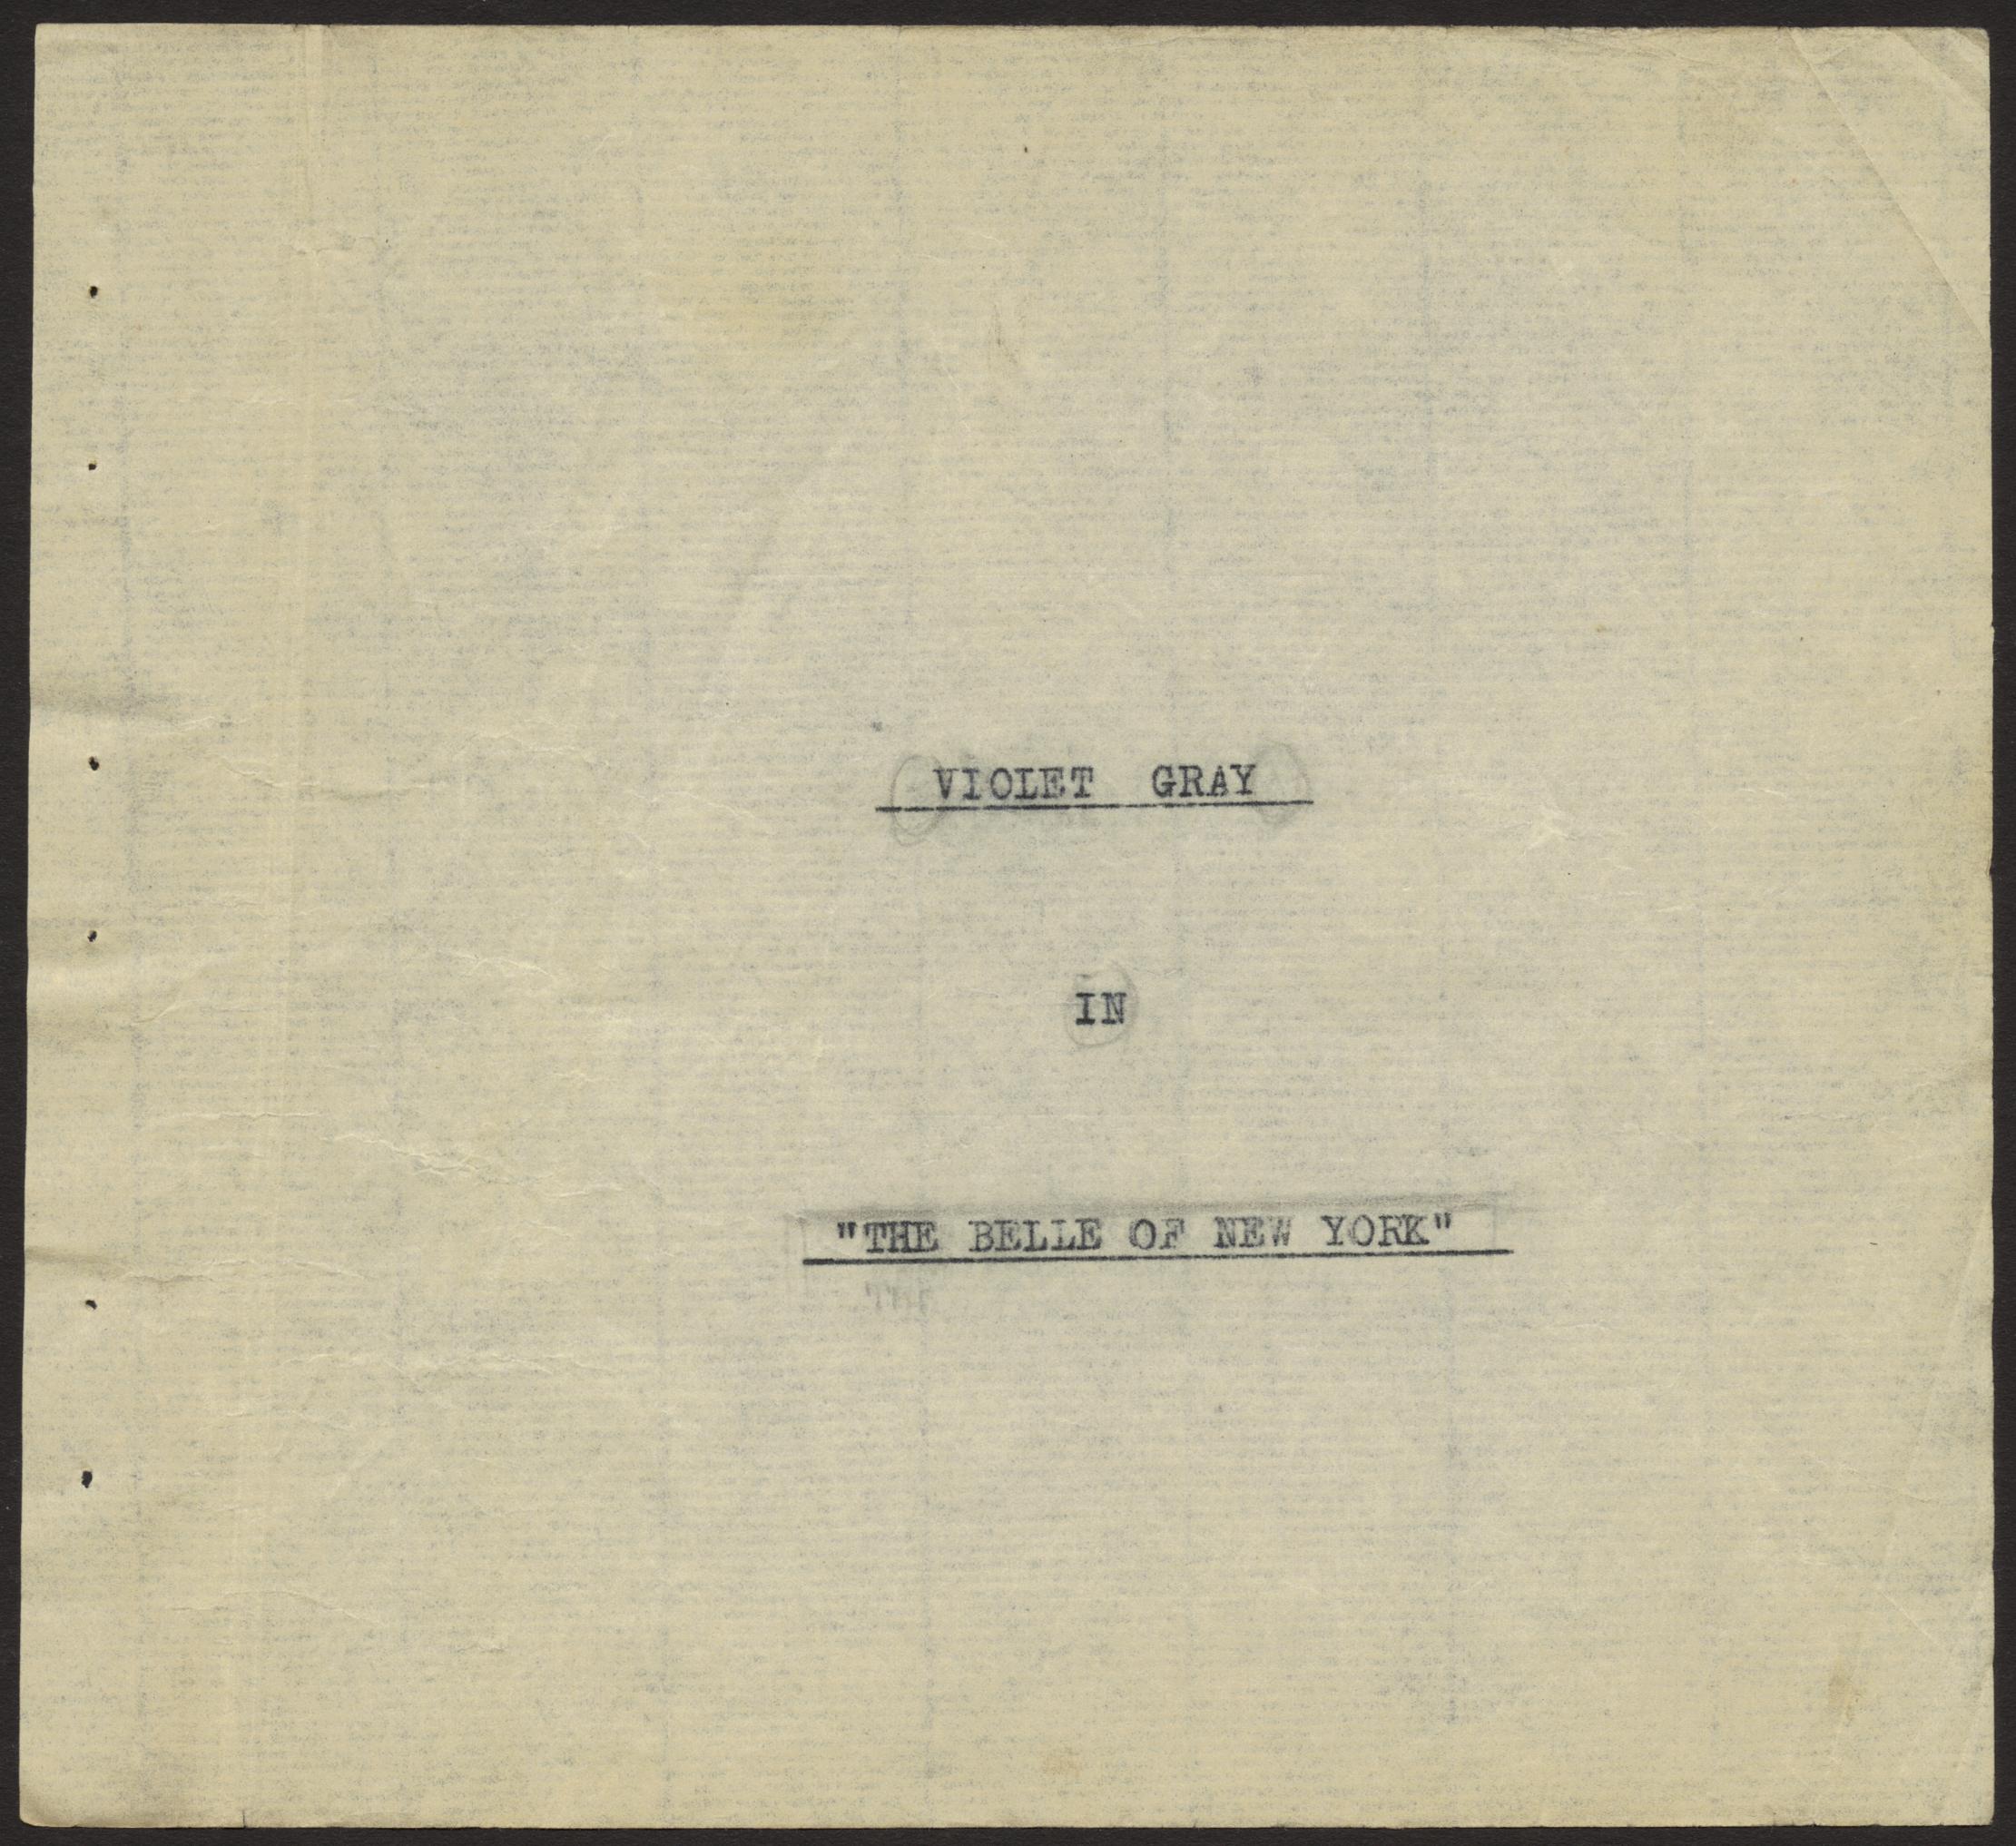 VIOLET GRAY
IN
"THE BELLE OF NEW YORK"